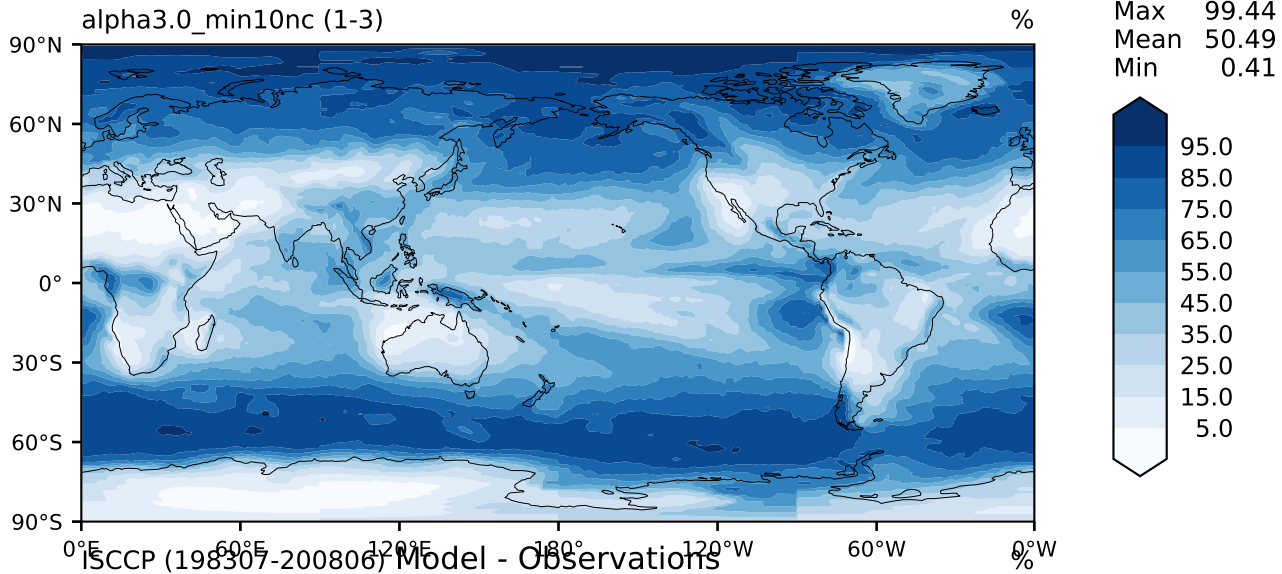 alpha3.0_min10nc (1-3) %
Max 99.44
Mean 50.49
Min 0.41
90°N
60°N
30°N
0°
30°S
60°S
90°S
95.0
85.0
75.0
65.0
55.0
45.0
35.0
25.0
15.0
5.0
0°E 60°E 120°E 180° 120°W 60°W 0°W
ISCCP (198307-200806) Model - Observations %